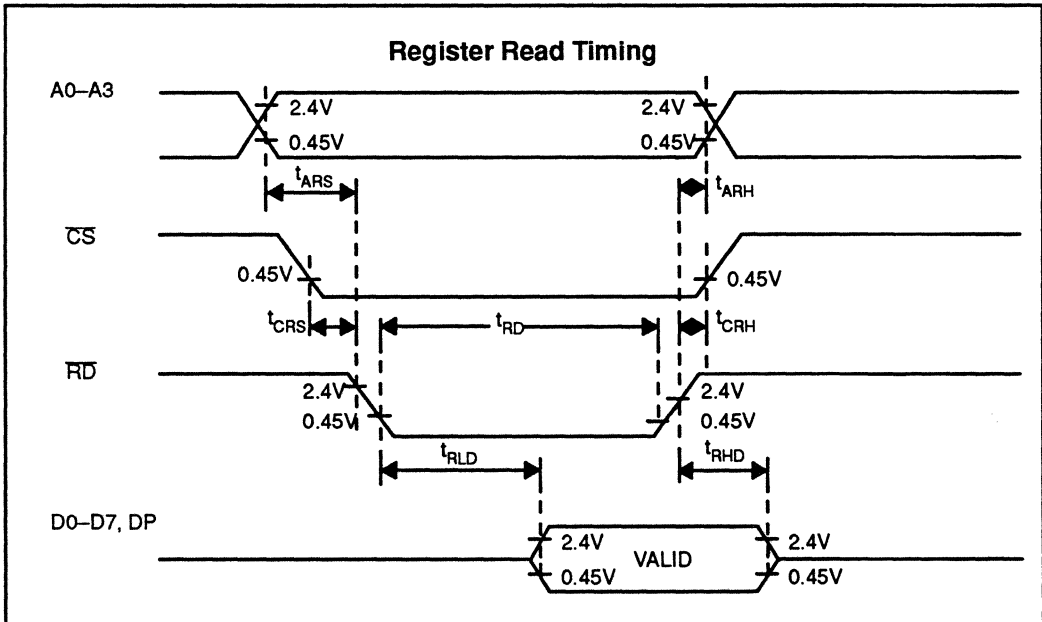 Register Read Timing
A0–A3
2.4V 2.4V
0.45V 0.45V
tARS tARH
CS
0.45V 0.45V
tCRS tRD tCRH
RD
2.4V 2.4V
0.45V 0.45V
tRLD tRHD
D0–D7, DP
2.4V VALID 2.4V
0.45V 0.45V